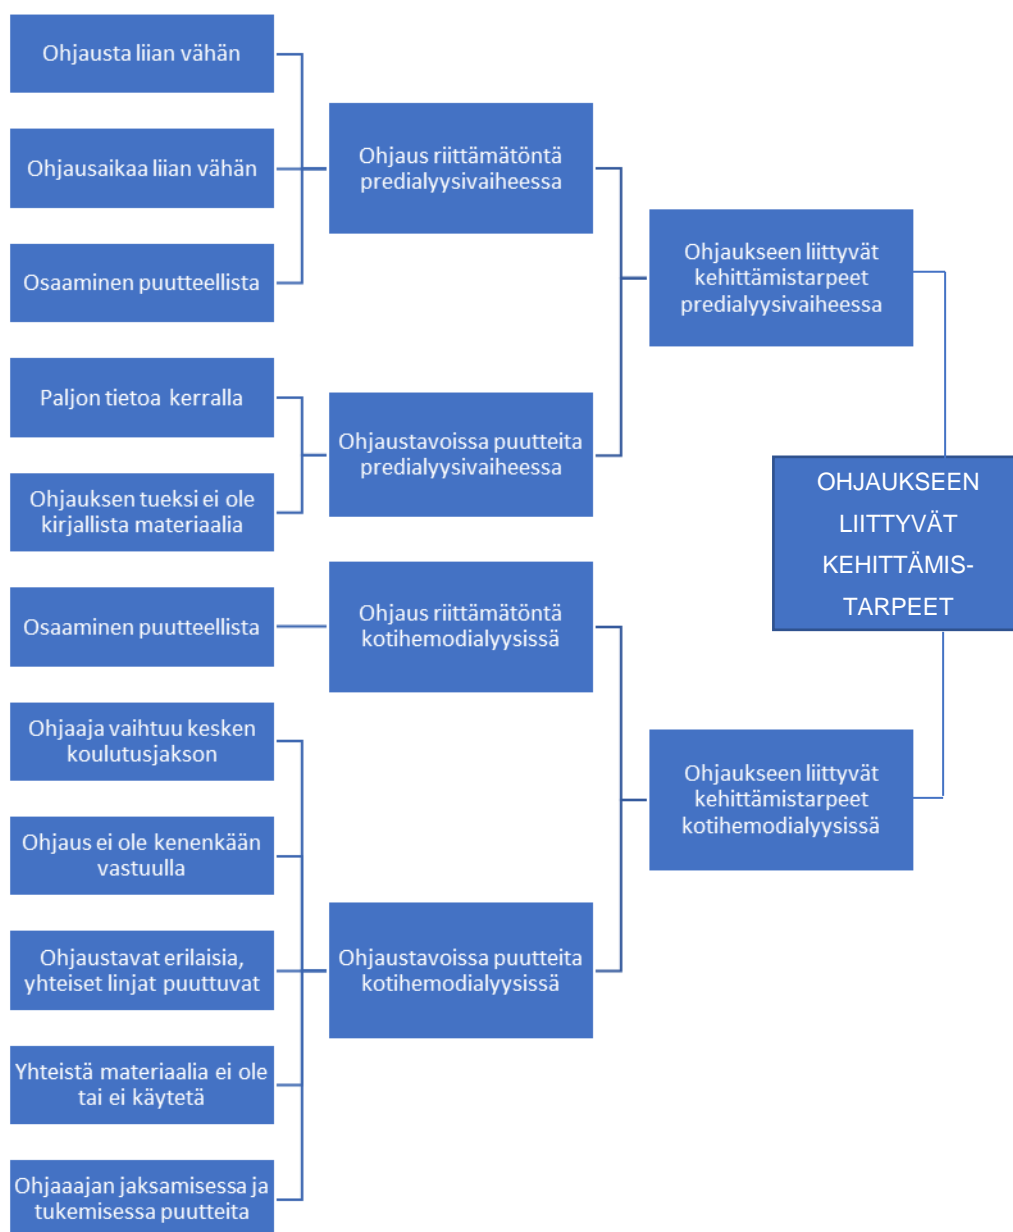 Ohjausta liian vähän
Ohjausaikaa liian vähän
Osaaminen puutteellista
Paljon tietoa kerralla
Ohjauksen tueksi ei ole
kirjallista materiaalia
Osaaminen puutteellista
Ohjaaja vaihtuu kesken
koulutusjakson
Ohjaus ei ole kenenkään
vastuulla
Ohjaustavat erilaisia,
yhteiset linjat puuttuvat
Yhteistä materiaalia ei ole
tai ei käytetä
Ohjaaajan jaksamisessa ja
tukemisessa puutteita
Ohjaus riittämätöntä
predialyysivaiheessa
Ohjaustavoissa puutteita
predialyysivaiheessa
Ohjaus riittämätöntä
kotihemodialyysissä
Ohjaustavoissa puutteita
kotihemodialyysissä
Ohjaukseen liittyvät
kehittämistarpeet
predialyysivaiheessa
Ohjaukseen liittyvät
kehittämistarpeet
kotihemodialyysissä
OHJAUKSEEN
LIITTYVÄT
KEHITTÄMIS-
TARPEET